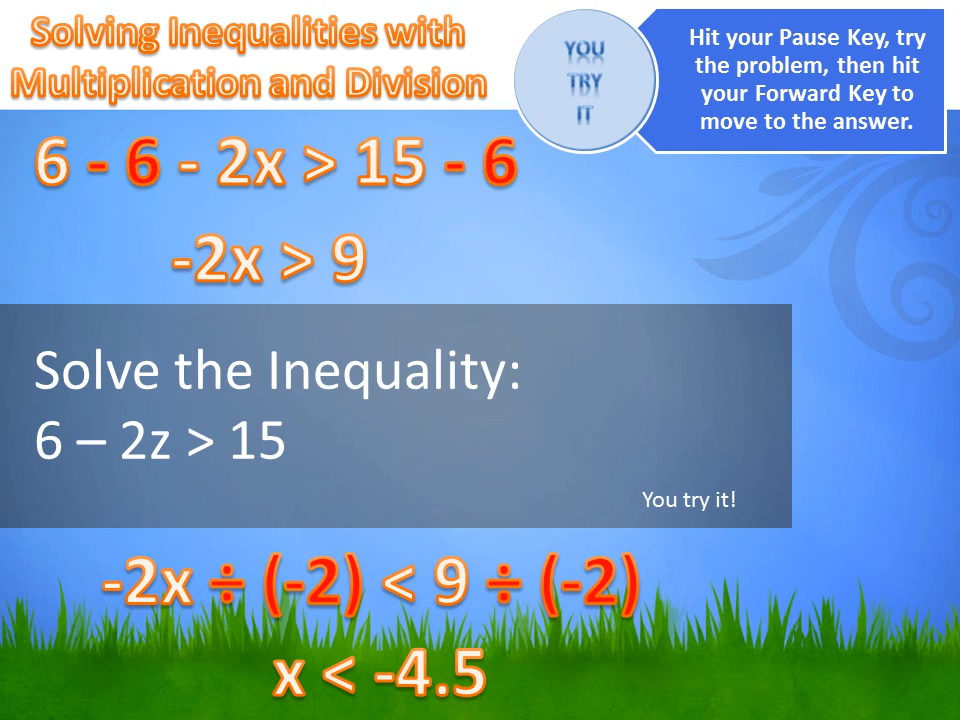 Solving Inequalities with
Multiplication and Division
YOU
TRY
IT
Hit your Pause Key, try
the problem, then hit
your Forward Key to
move to the answer.
6 - 6 - 2x > 15 - 6
-2x > 9
Solve the Inequality:
6 – 2z > 15
You try it!
-2x ÷ (-2) < 9 ÷ (-2)
x < -4.5